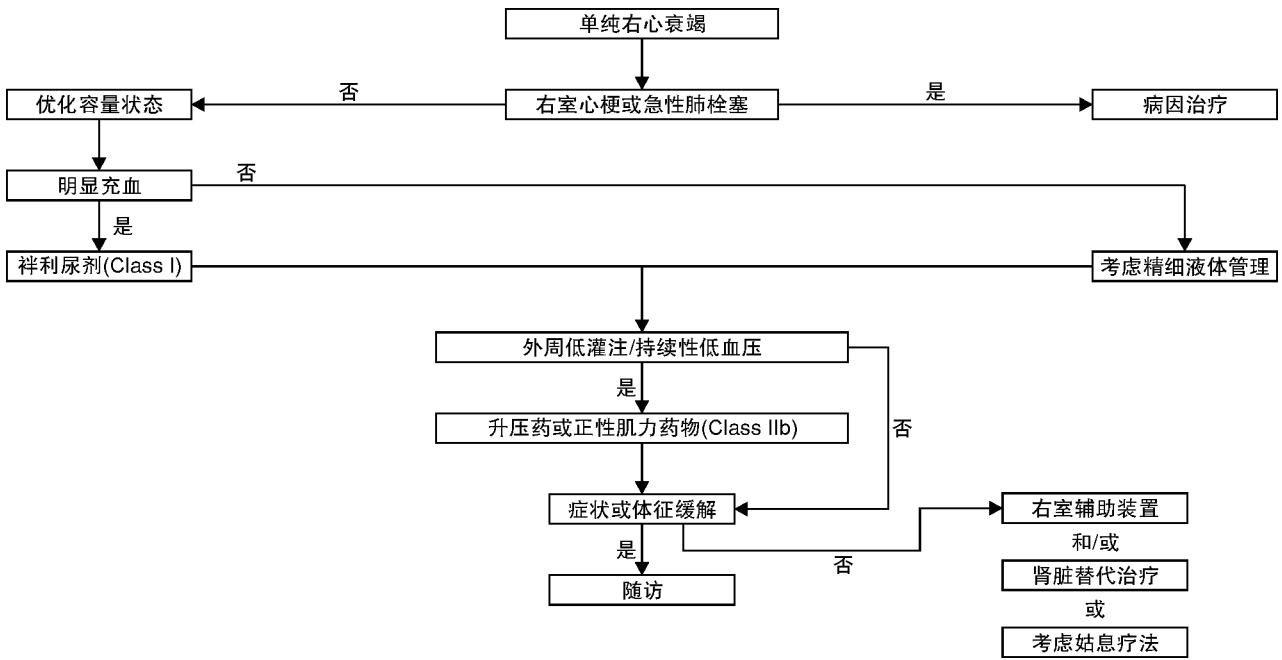 单纯右心衰竭
否
是
优化容量状态
右室心梗或急性肺栓塞
病因治疗
否
明显充血
是
袢利尿剂(Class I)
考虑精细液体管理
外周低灌注/持续性低血压
是
升压药或正性肌力药物(Class IIb)
否
症状或体征缓解
右室辅助装置
和/或
是
否
肾脏替代治疗
随访
或
考虑姑息疗法